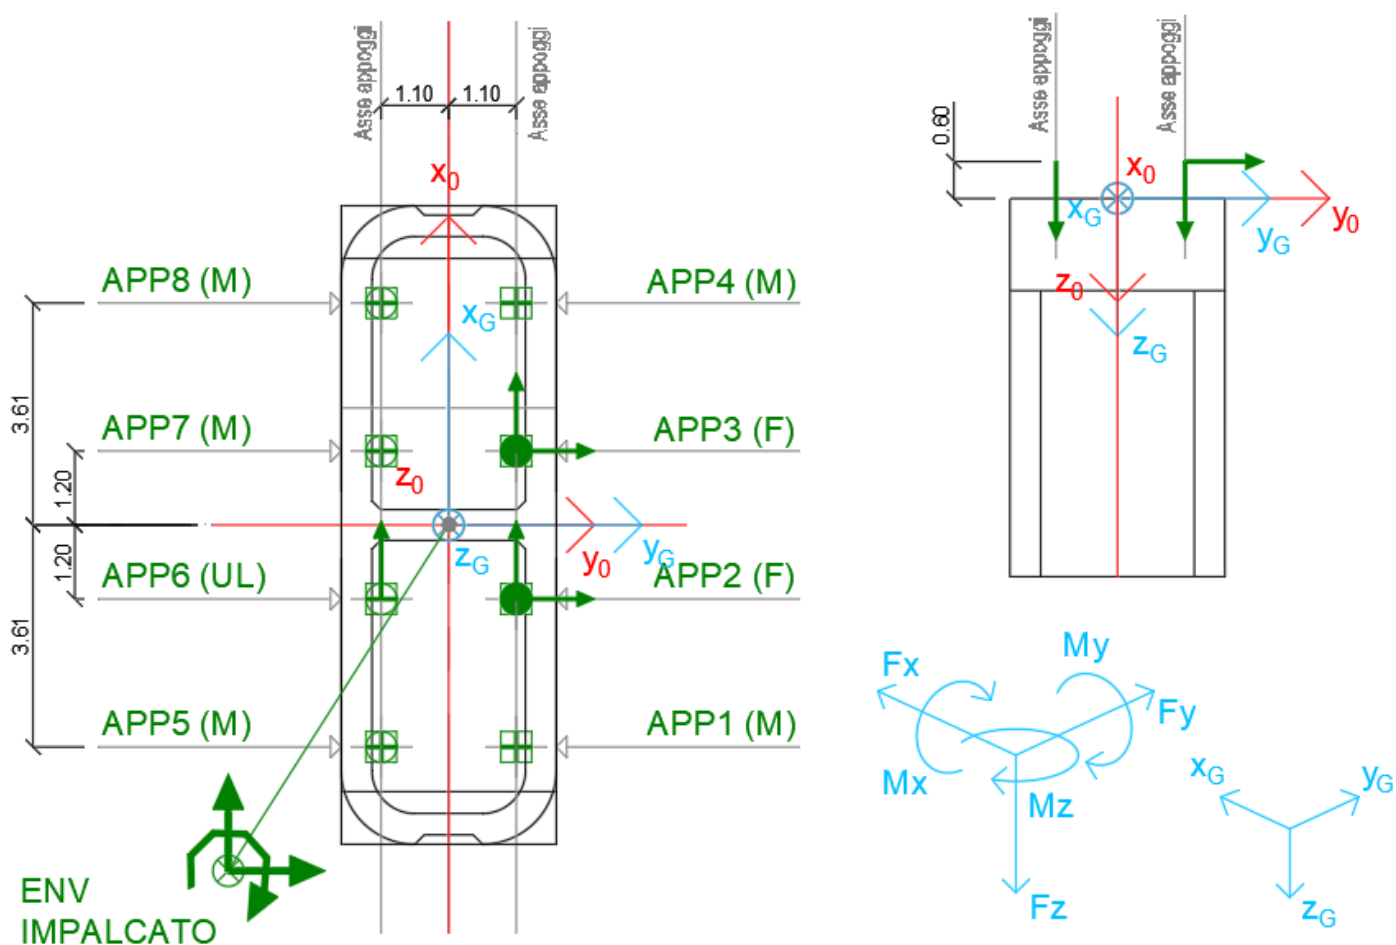 Asse appoggi
Asse appoggi
1.10
1.10
x0
APP8 (M)
APP4 (M)
xG
3.61
APP7 (M)
APP3 (F)
1.20
z0
zG
y0
yG
1.20
APP6 (UL)
APP2 (F)
3.61
APP5 (M)
APP1 (M)
ENV
IMPALCATO
Asse appoggi
Asse appoggi
0.60
x0
xG
yG
y0
z0
zG
My
Fx
Fy
Mx
Mz
Fz
xG
yG
zG